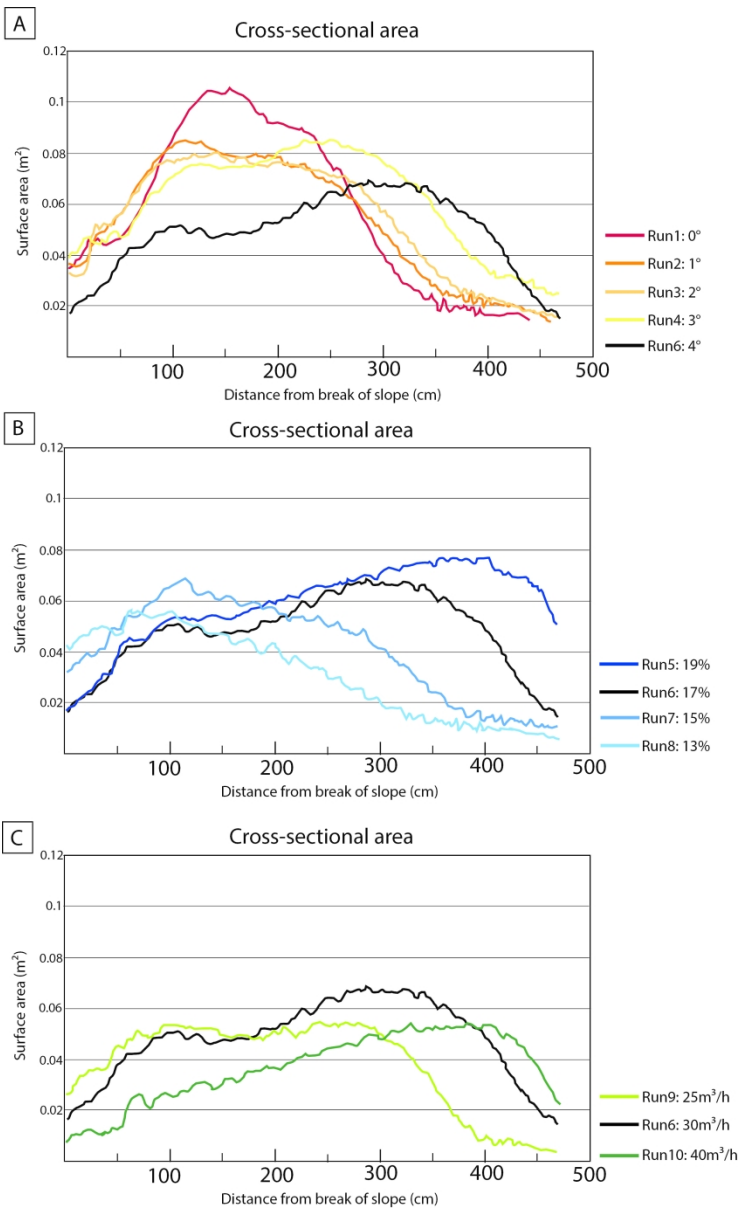 A
Cross-sectional area
0.12
0.1
0.08
0.06
0.04
0.02
Surface area (m²)
100
200
300
400
500
Distance from break of slope (cm)
Run1: 0°
Run2: 1°
Run3: 2°
Run4: 3°
Run6: 4°
B
Cross-sectional area
0.12
0.1
0.08
0.06
0.04
0.02
Surface area (m²)
100
200
300
400
500
Distance from break of slope (cm)
Run5: 19%
Run6: 17%
Run7: 15%
Run8: 13%
C
Cross-sectional area
0.12
0.1
0.08
0.06
0.04
0.02
Surface area (m²)
100
200
300
400
500
Distance from break of slope (cm)
Run9: 25m³/h
Run6: 30m³/h
Run10: 40m³/h